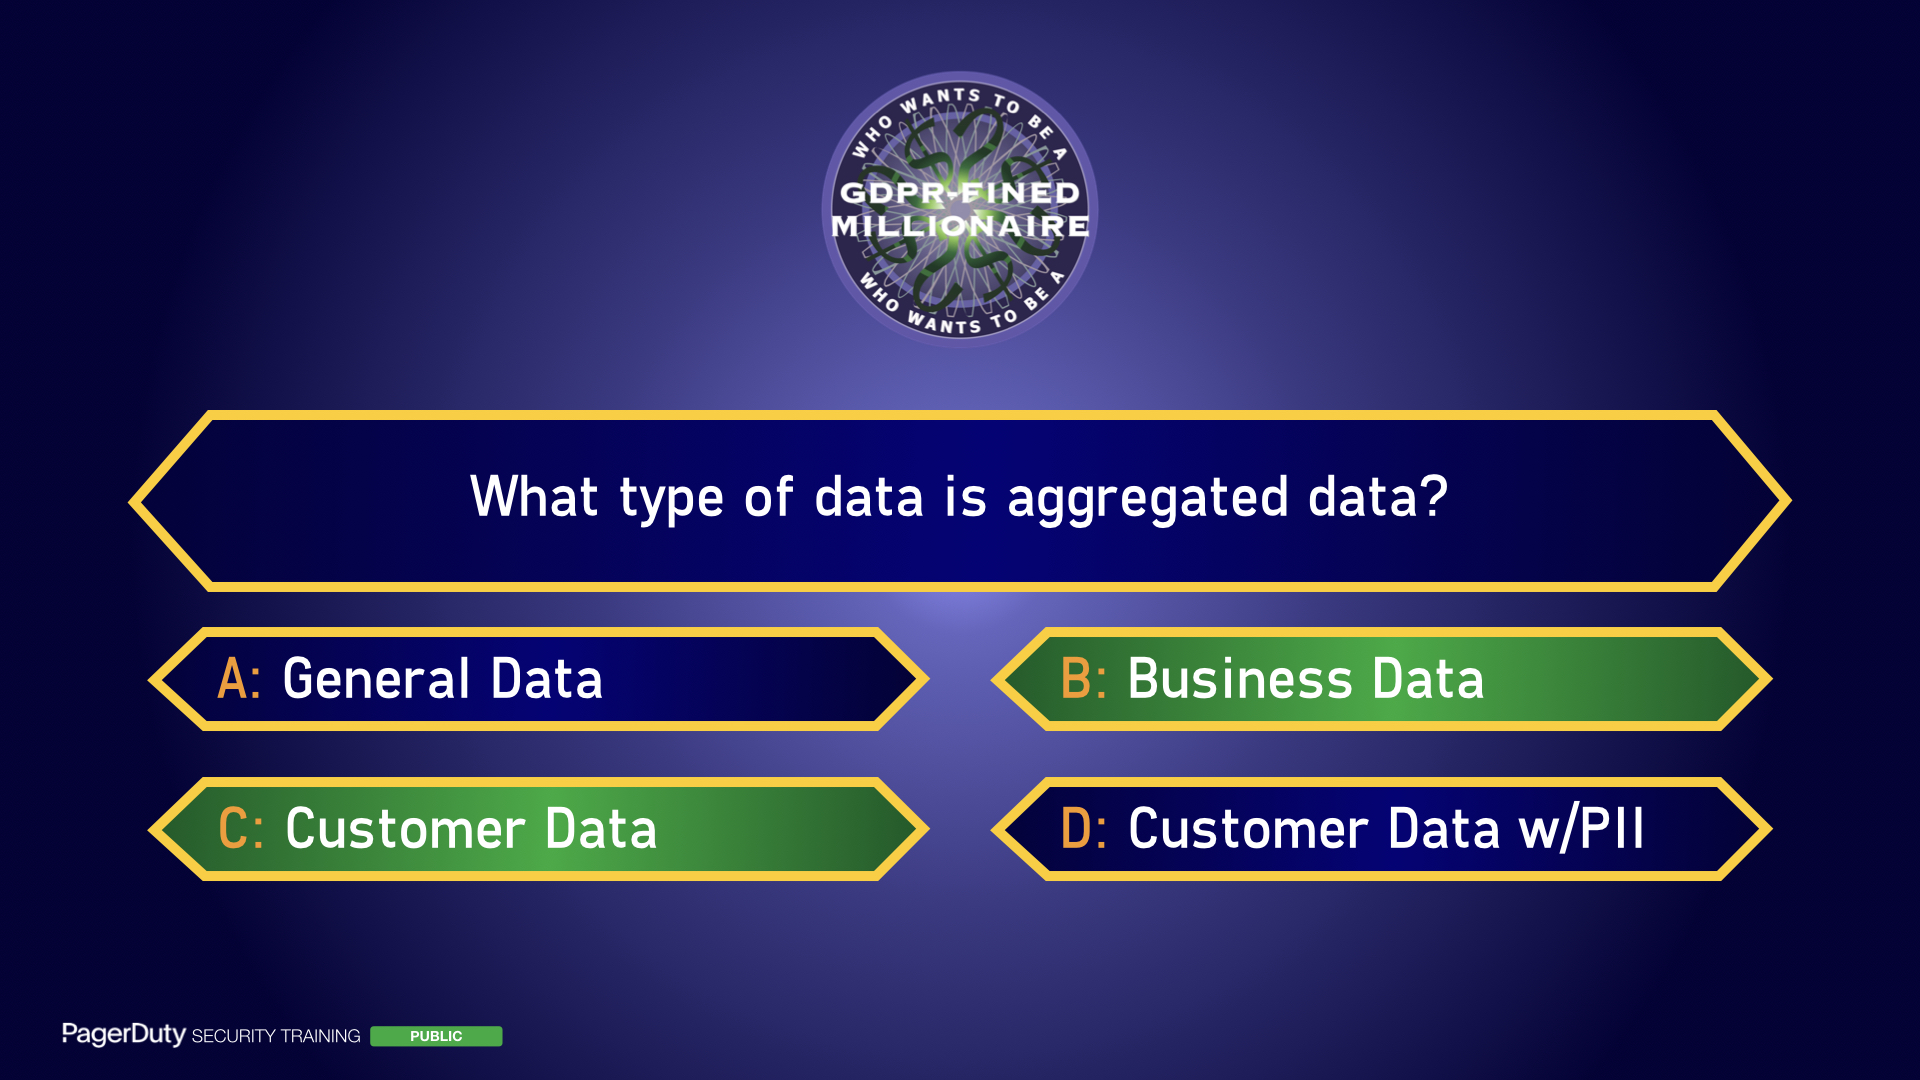 WHO WANTS TO BE A
GDPR-FINED
MILLIONAIRE
WHO WANTS TO BE A
What type of data is aggregated data?
A: General Data
B: Business Data
C: Customer Data
D: Customer Data w/PII
PagerDuty SECURITY TRAINING PUBLIC